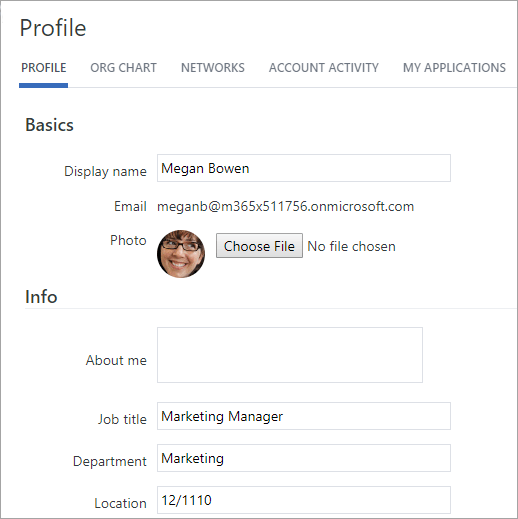 Profile
PROFILE ORG CHART NETWORKS ACCOUNT ACTIVITY MY APPLICATIONS
Basics
Display name Megan Bowen
Email meganb@m365x511756.onmicrosoft.com
Photo Choose File No file chosen
Info
About me
Job title Marketing Manager
Department Marketing
Location 12/1110